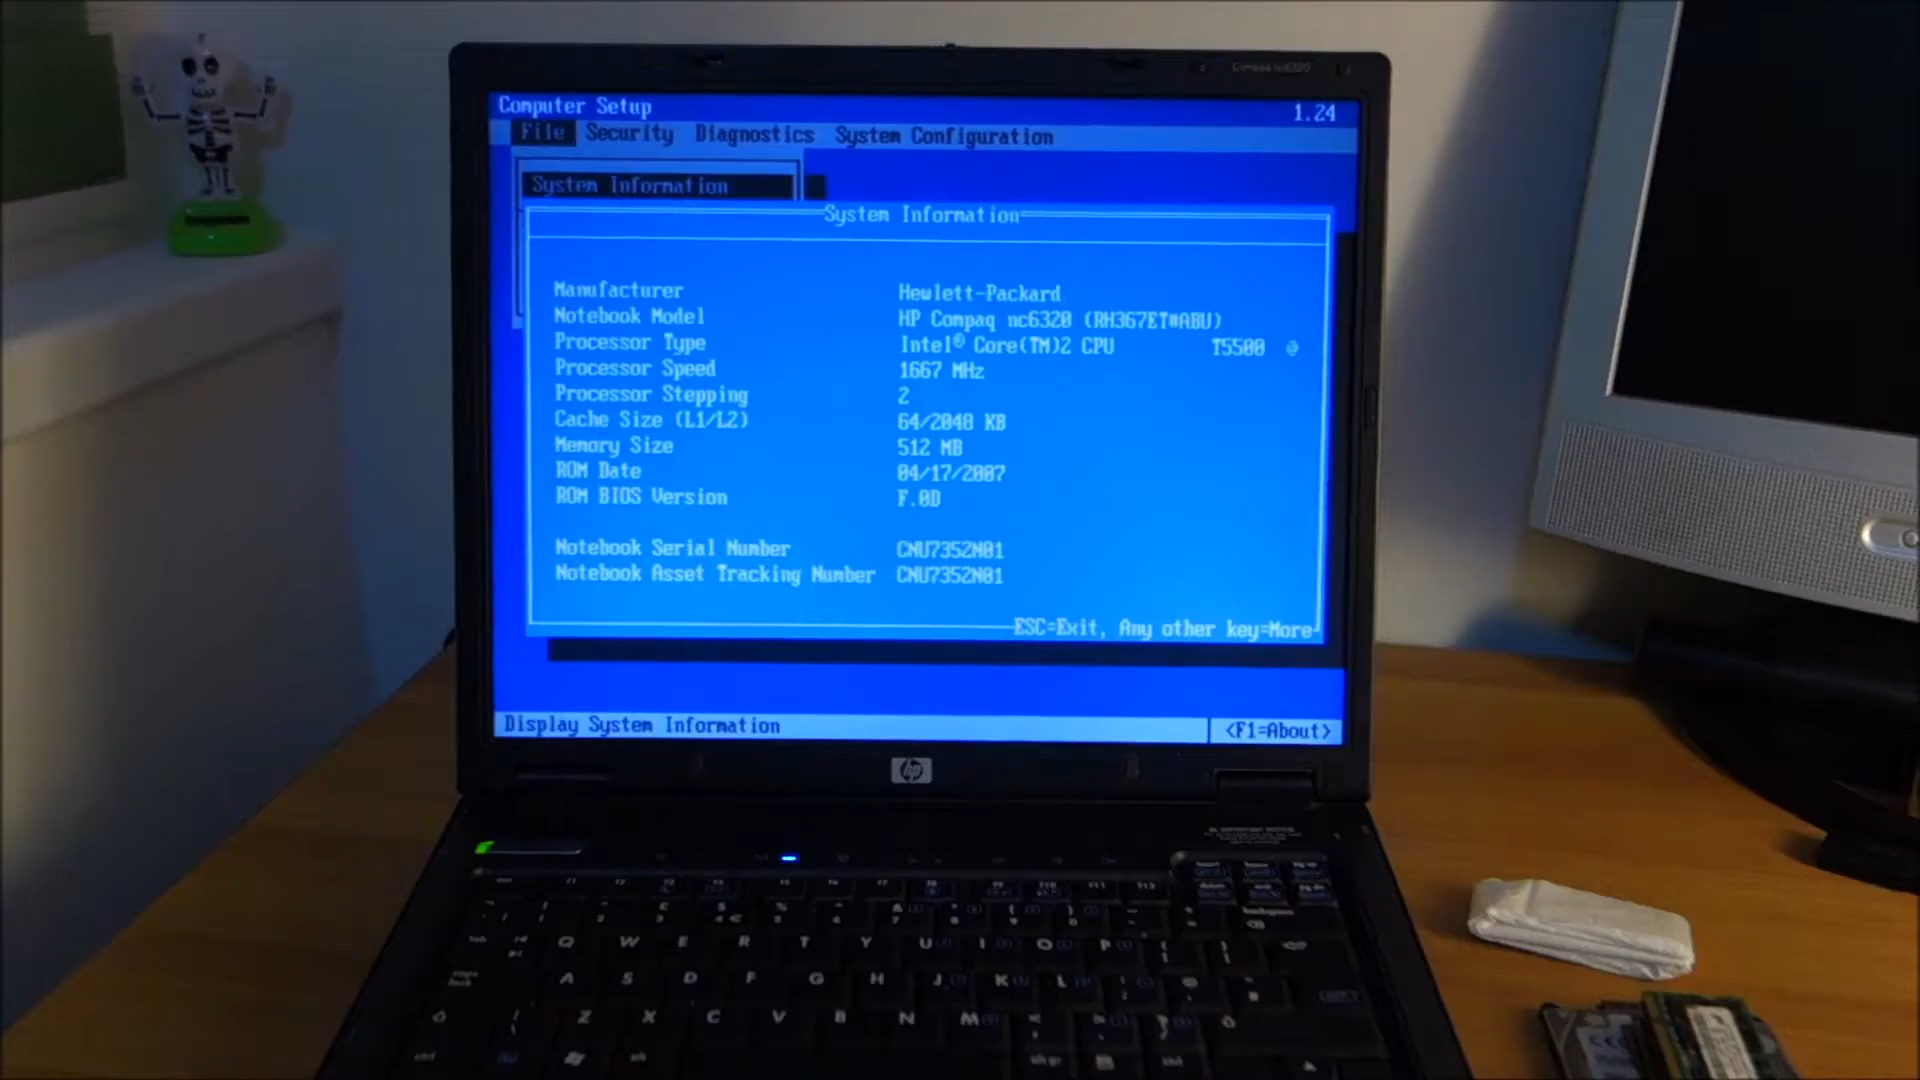 Compaq nc6320
Computer Setup 1.24
File Security Diagnostics System Configuration
System Information
System Information
Manufacturer Hewlett-Packard
Notebook Model HP Compaq nc6320 (RH367ET#ABU)
Processor Type Intel® Core(TM)2 CPU T5500 @
Processor Speed 1667 MHz
Processor Stepping 2
Cache Size (L1/L2) 64/2048 KB
Memory Size 512 MB
ROM Date 04/17/2007
ROM BIOS Version F.0D
Notebook Serial Number CNU7352N01
Notebook Asset Tracking Number CNU7352N01
ESC=Exit, Any other key=More
Display System Information <F1=About>
hp
Q W E R T Y U I O P
A S D F G H J K L
Z X C V B N M